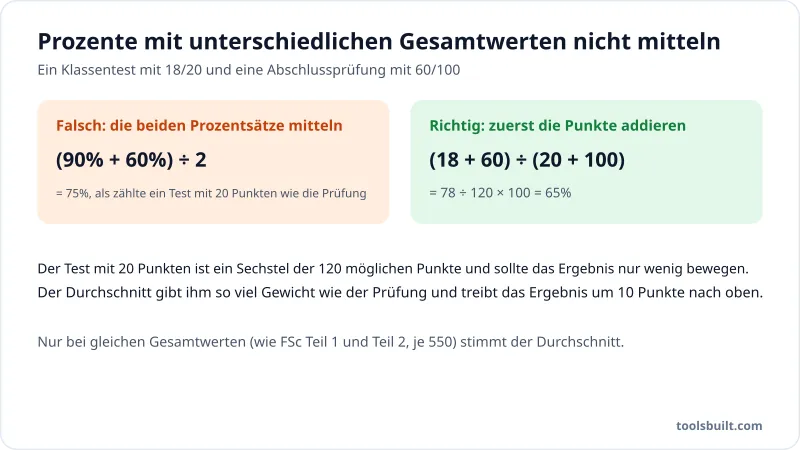 Prozente mit unterschiedlichen Gesamtwerten nicht mitteln
Ein Klassentest mit 18/20 und eine Abschlussprüfung mit 60/100
Falsch: die beiden Prozentsätze mitteln
(90% + 60%) ÷ 2
= 75%, als zählte ein Test mit 20 Punkten wie die Prüfung
Richtig: zuerst die Punkte addieren
(18 + 60) ÷ (20 + 100)
= 78 ÷ 120 × 100 = 65%
Der Test mit 20 Punkten ist ein Sechstel der 120 möglichen Punkte und sollte das Ergebnis nur wenig bewegen.
Der Durchschnitt gibt ihm so viel Gewicht wie der Prüfung und treibt das Ergebnis um 10 Punkte nach oben.
Nur bei gleichen Gesamtwerten (wie FSc Teil 1 und Teil 2, je 550) stimmt der Durchschnitt.
toolsbuilt.com